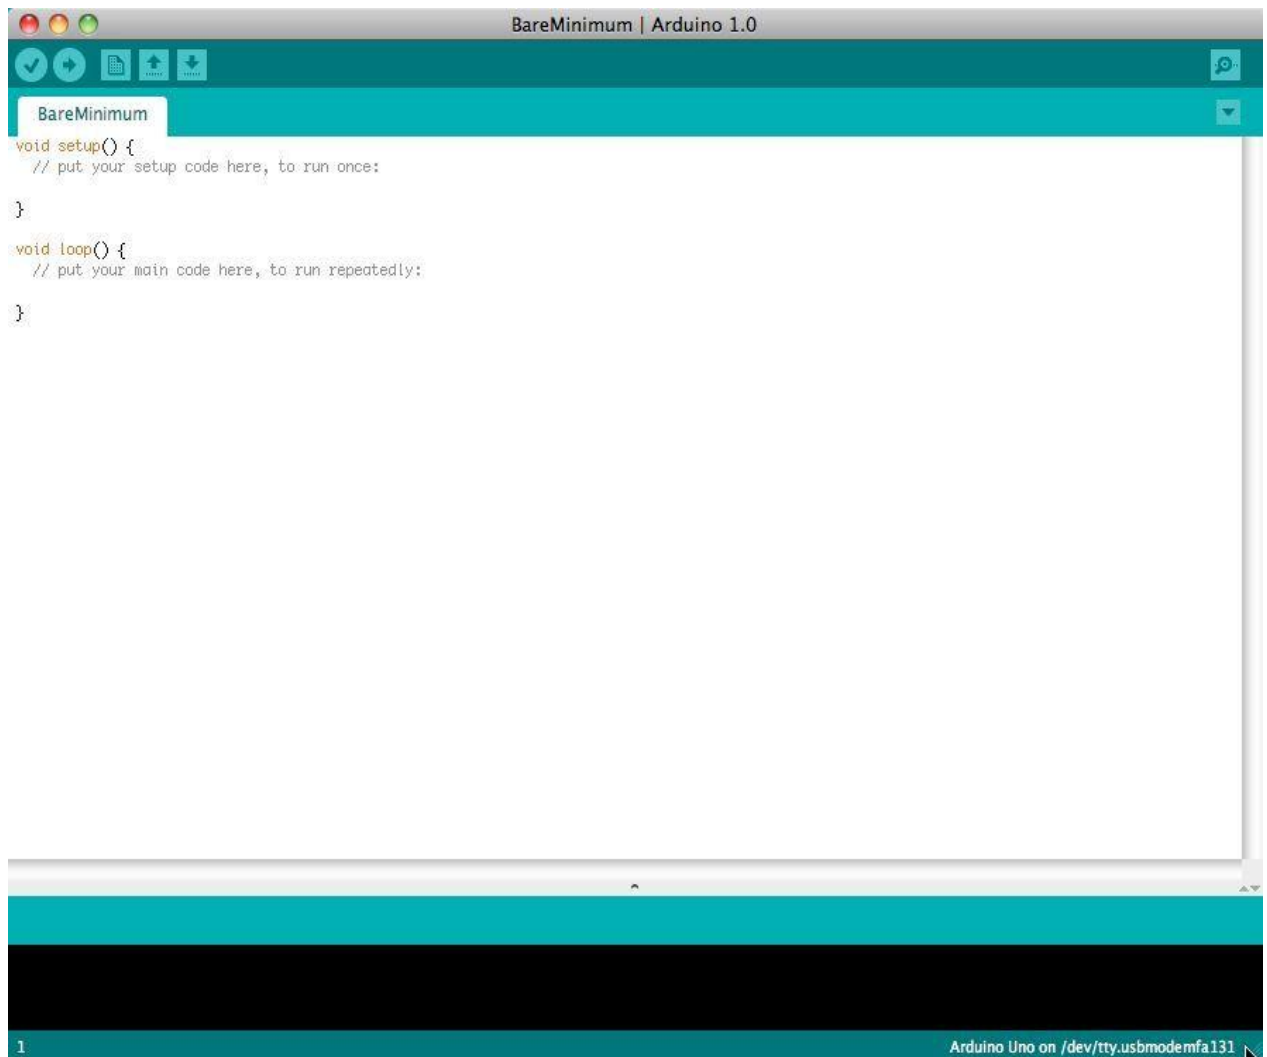 BareMinimum | Arduino 1.0
BareMinimum
void setup() {
  // put your setup code here, to run once:
}
void loop() {
  // put your main code here, to run repeatedly:
}
1
Arduino Uno on /dev/tty.usbmodemfa131